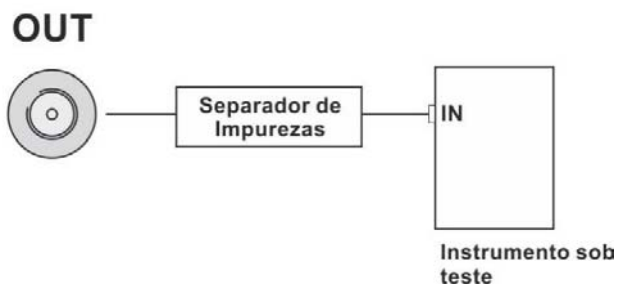 OUT
Separador de
Impurezas
IN
Instrumento sob
teste